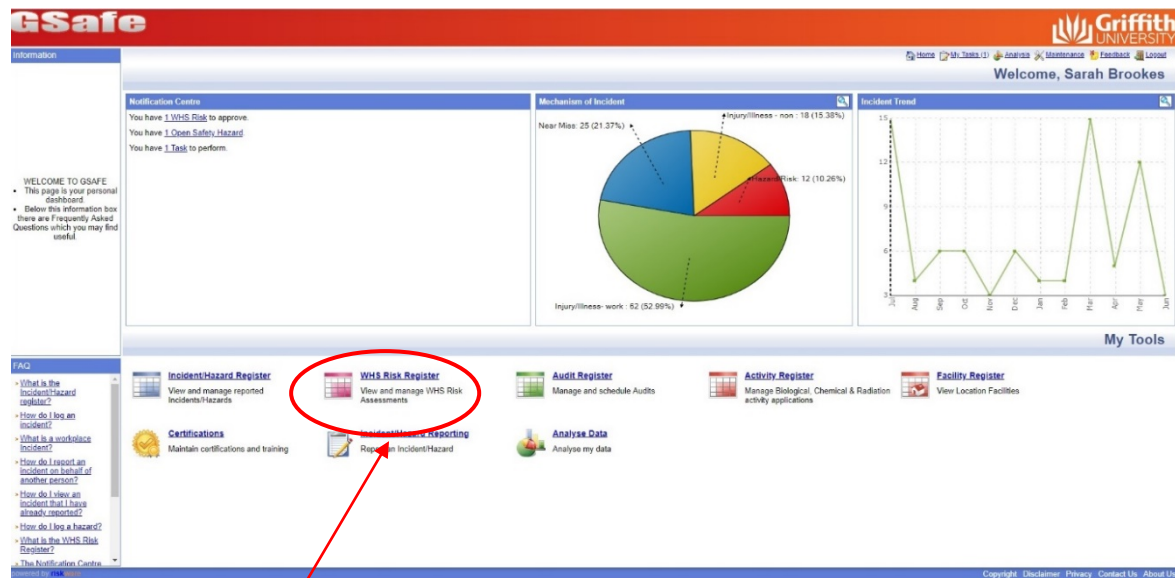 GSafe
Griffith
UNIVERSITY
Information
Home My Tasks (1) Analysis Maintenance Feedback Logout
Welcome, Sarah Brookes
WELCOME TO GSAFE
• This page is your personal
dashboard.
• Below this information box
there are Frequently Asked
Questions which you may find
useful
Notification Centre
You have 1 WHS Risk to approve.
You have 1 Open Safety Hazard.
You have 1 Task to perform.
Mechanism of Incident
Near Miss: 25 (21.37%)
Injury/Illness - non : 18 (15.38%)
Hazard/Risk: 12 (10.26%)
Injury/Illness- work : 62 (52.99%)
Incident Trend
15
12
9
6
3
Jul
Aug
Sep
Oct
Nov
Dec
Jan
Feb
Mar
Apr
May
Jun
My Tools
FAQ
What is the
Incident/Hazard
register?
How do I log an
incident?
What is a workplace
Incident?
How do I report an
incident on behalf of
another person?
How do I view an
incident that I have
already reported?
How do I log a hazard?
What is the WHS Risk
Register?
The Notification Centre
Incident/Hazard Register
View and manage reported
Incidents/Hazards
WHS Risk Register
View and manage WHS Risk
Assessments
Audit Register
Manage and schedule Audits
Activity Register
Manage Biological, Chemical & Radiation
activity applications
Facility Register
View Location Facilities
Certifications
Maintain certifications and training
Incident/Hazard Reporting
Report an Incident/Hazard
Analyse Data
Analyse my data
powered by
Copyright Disclaimer Privacy Contact Us About Us